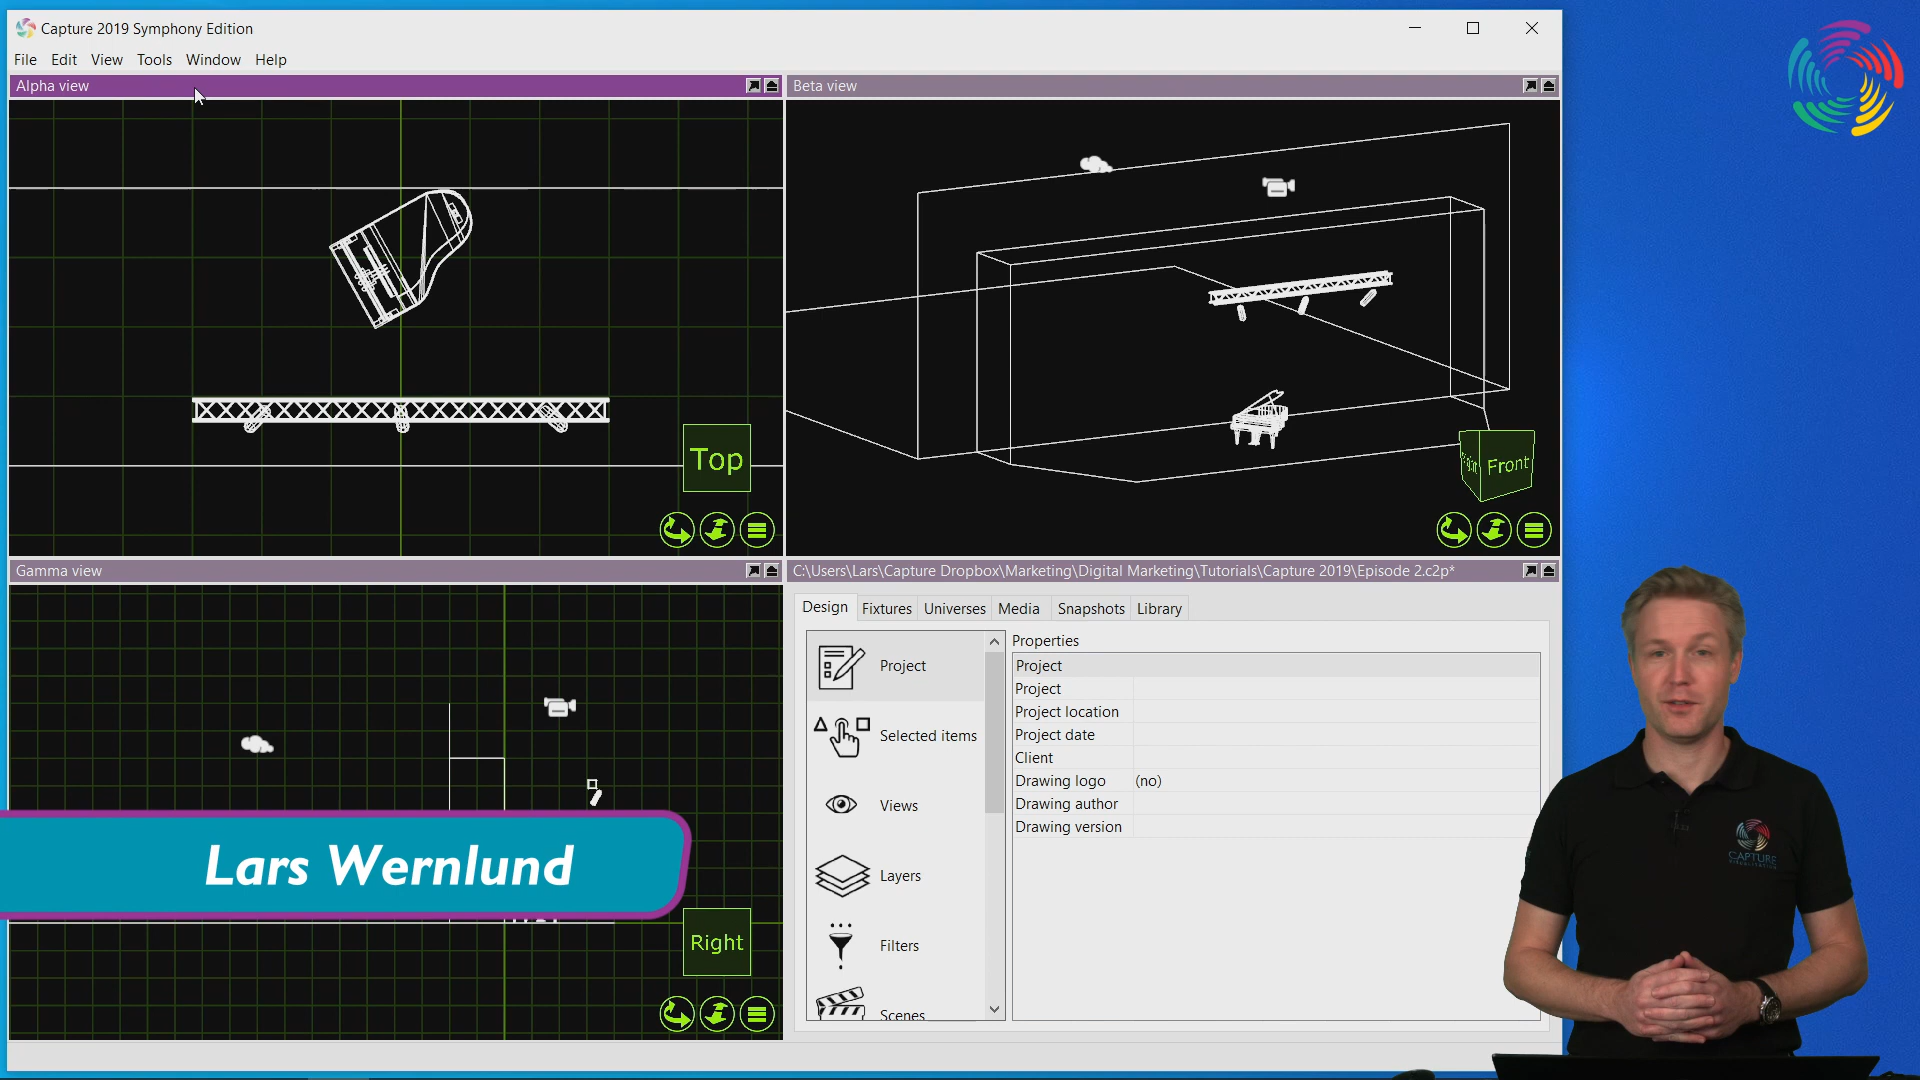 Capture 2019 Symphony Edition
File Edit View Tools Window Help
Alpha view
Beta view
Top
Front
Gamma view
C:\Users\Lars\Capture Dropbox\Marketing\Digital Marketing\Tutorials\Capture 2019\Episode 2.c2p*
Design Fixtures Universes Media Snapshots Library
Project
Selected items
Views
Layers
Filters
Scenes
Properties
Project
Project
Project location
Project date
Client
Drawing logo (no)
Drawing author
Drawing version
Lars Wernlund
Right
CAPTURE